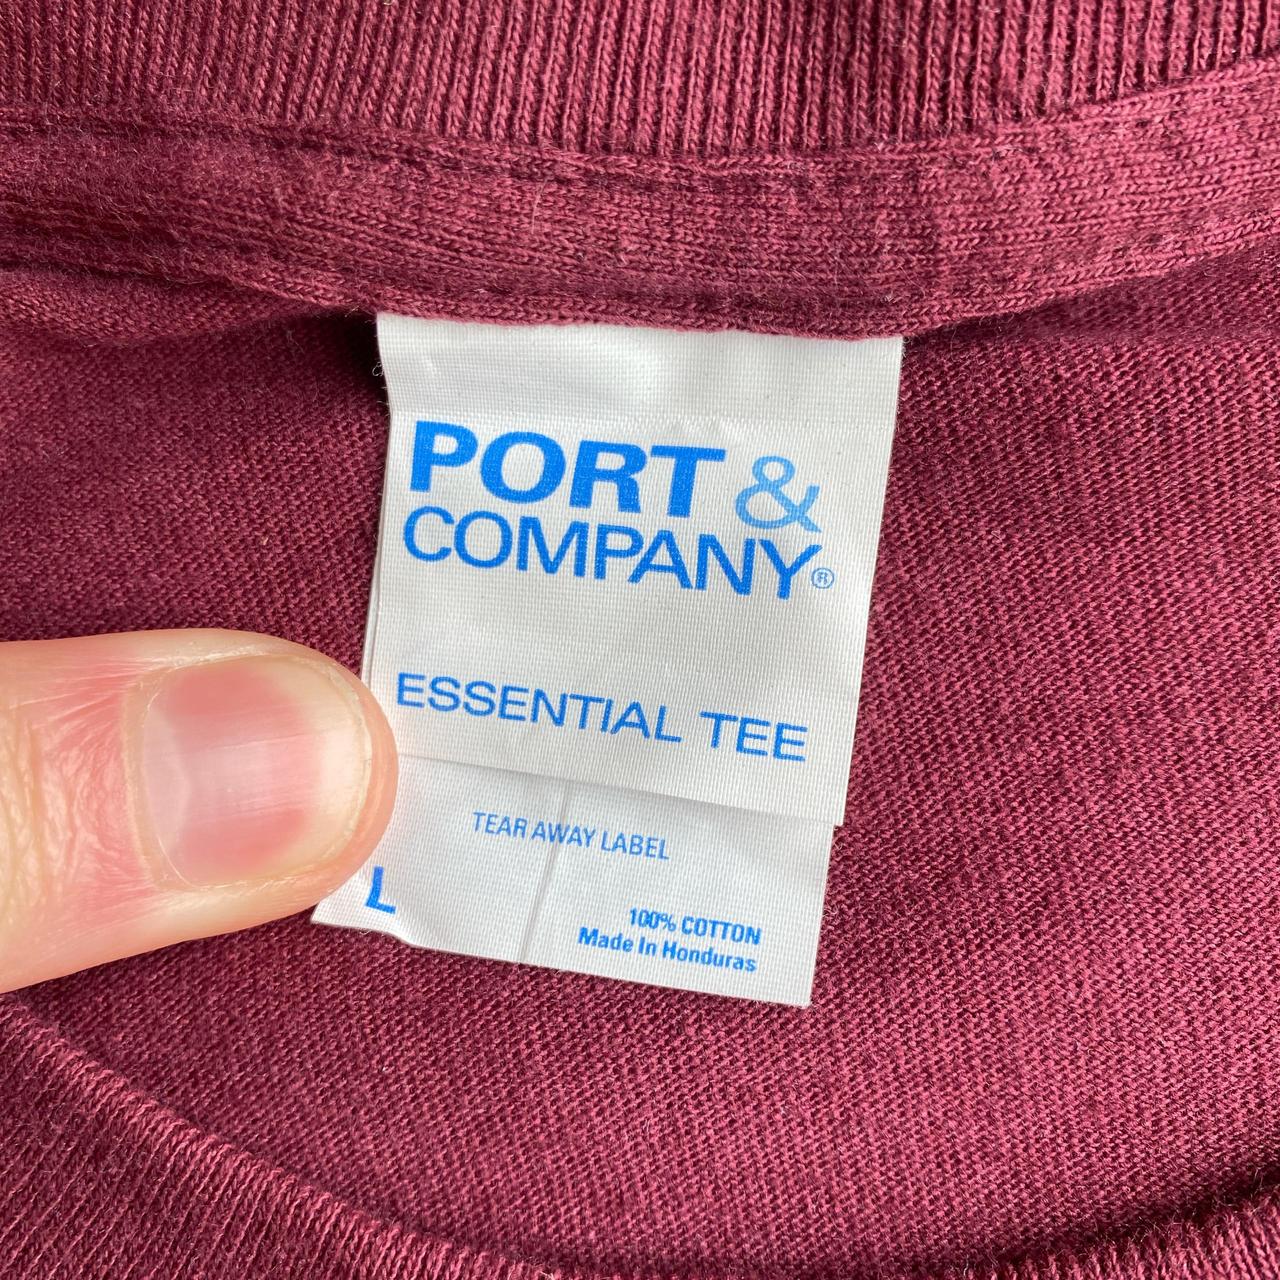 PORT &
COMPANY®
ESSENTIAL TEE
TEAR AWAY LABEL
L
100% COTTON
Made In Honduras